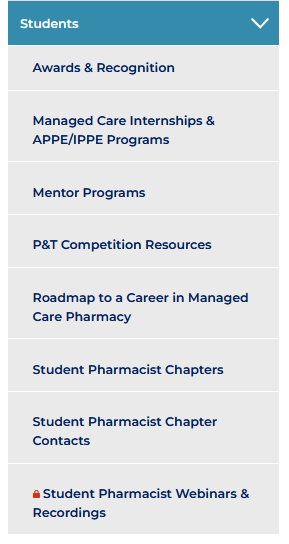 Students
Awards & Recognition
Managed Care Internships &
APPE/IPPE Programs
Mentor Programs
P&T Competition Resources
Roadmap to a Career in Managed
Care Pharmacy
Student Pharmacist Chapters
Student Pharmacist Chapter
Contacts
Student Pharmacist Webinars &
Recordings